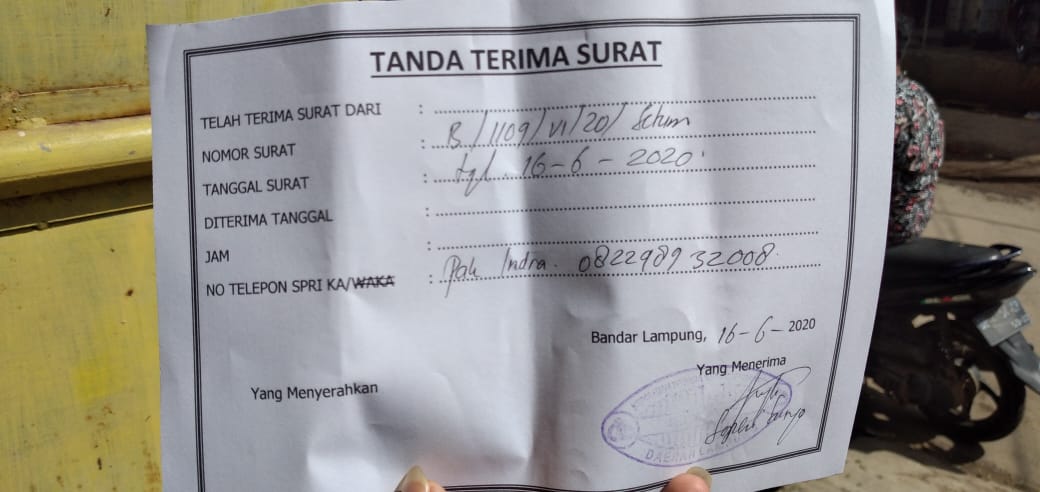 TANDA TERIMA SURAT
TELAH TERIMA SURAT DARI :
NOMOR SURAT : B/1109/VI/20/Setum
TANGGAL SURAT : tgl. 16-6-2020
DITERIMA TANGGAL :
JAM :
NO TELEPON SPRI KA/WAKA : Pak Indra. 082298932008
Bandar Lampung, 16-6-2020
Yang Menyerahkan
Yang Menerima
DAERAH